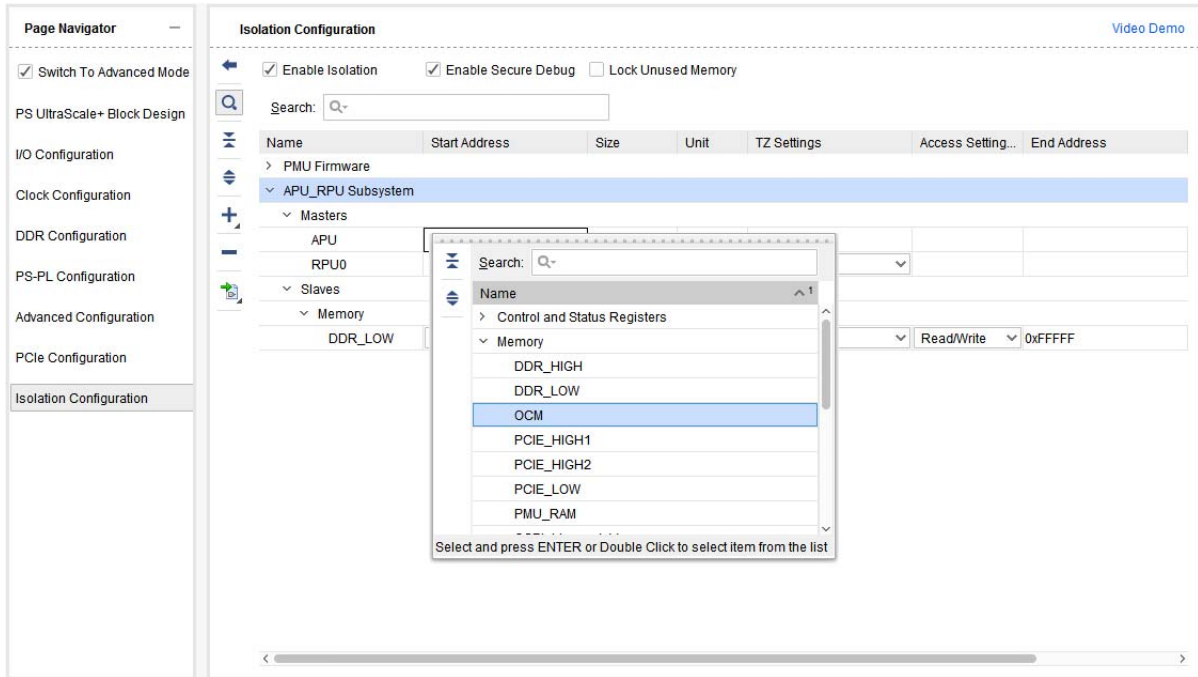 Page Navigator
Switch To Advanced Mode
PS UltraScale+ Block Design
I/O Configuration
Clock Configuration
DDR Configuration
PS-PL Configuration
Advanced Configuration
PCIe Configuration
Isolation Configuration
Isolation Configuration
Video Demo
Enable Isolation Enable Secure Debug Lock Unused Memory
Search:
Name Start Address Size Unit TZ Settings Access Setting... End Address
PMU Firmware
APU_RPU Subsystem
Masters
APU
RPU0
Slaves
Memory
DDR_LOW Read/Write 0xFFFFF
Search:
Name 1
Control and Status Registers
Memory
DDR_HIGH
DDR_LOW
OCM
PCIE_HIGH1
PCIE_HIGH2
PCIE_LOW
PMU_RAM
Select and press ENTER or Double Click to select item from the list